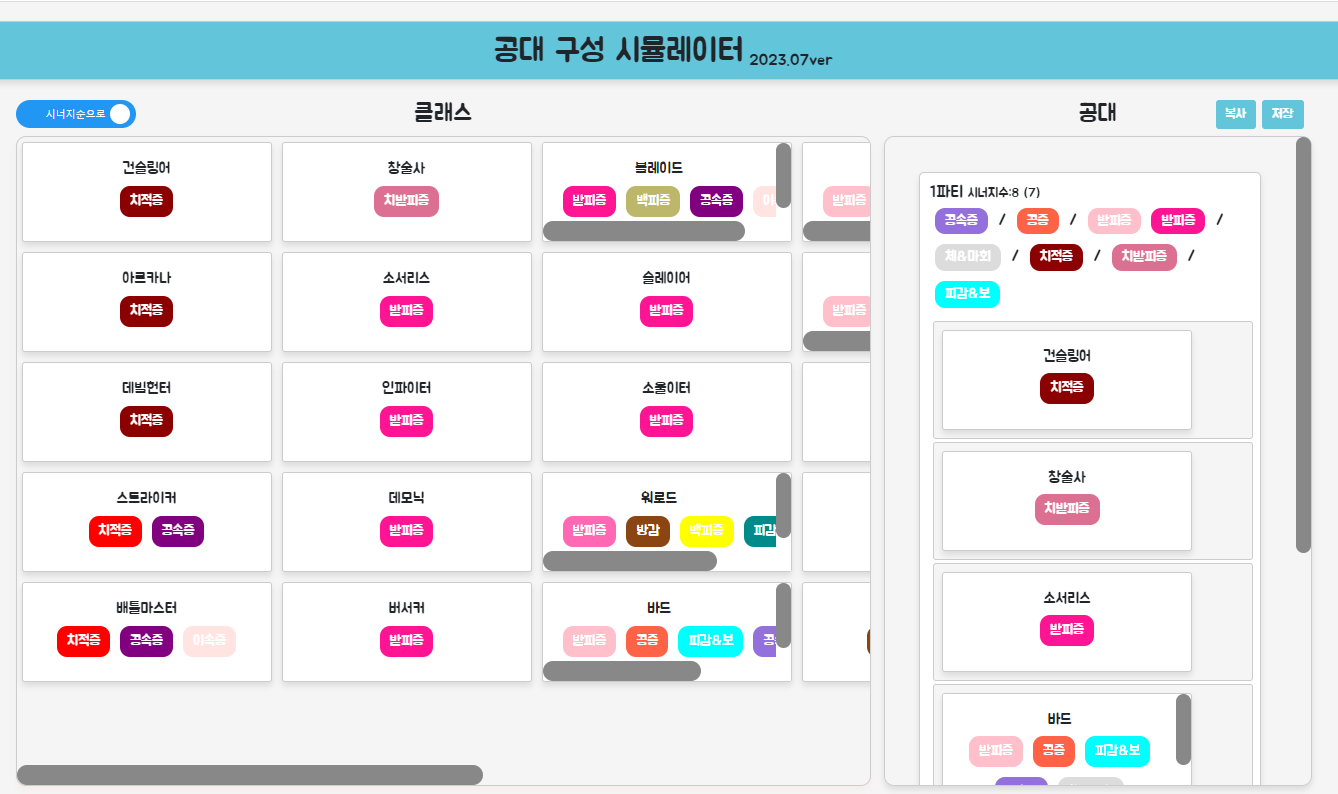 공대 구성 시뮬레이터 2023.07ver
시너지순으로
클래스
공대
복사
저장
건슬링어
치적증
창술사
치받피증
블레이드
받피증 백피증 공속증
받피증
아르카나
치적증
소서리스
받피증
슬레이어
받피증
받피증
데빌헌터
치적증
인파이터
받피증
소울이터
받피증
스트라이커
치적증 공속증
데모닉
받피증
워로드
받피증 방감 백피증 피감
배틀마스터
치적증 공속증 이속증
버서커
받피증
바드
받피증 공증 피감&보 공
1파티 시너지수:8 (7)
공속증 / 공증 / 받피증 받피증 /
체&마회 / 치적증 / 치받피증 /
피감&보
건슬링어
치적증
창술사
치받피증
소서리스
받피증
바드
받피증 공증 피감&보